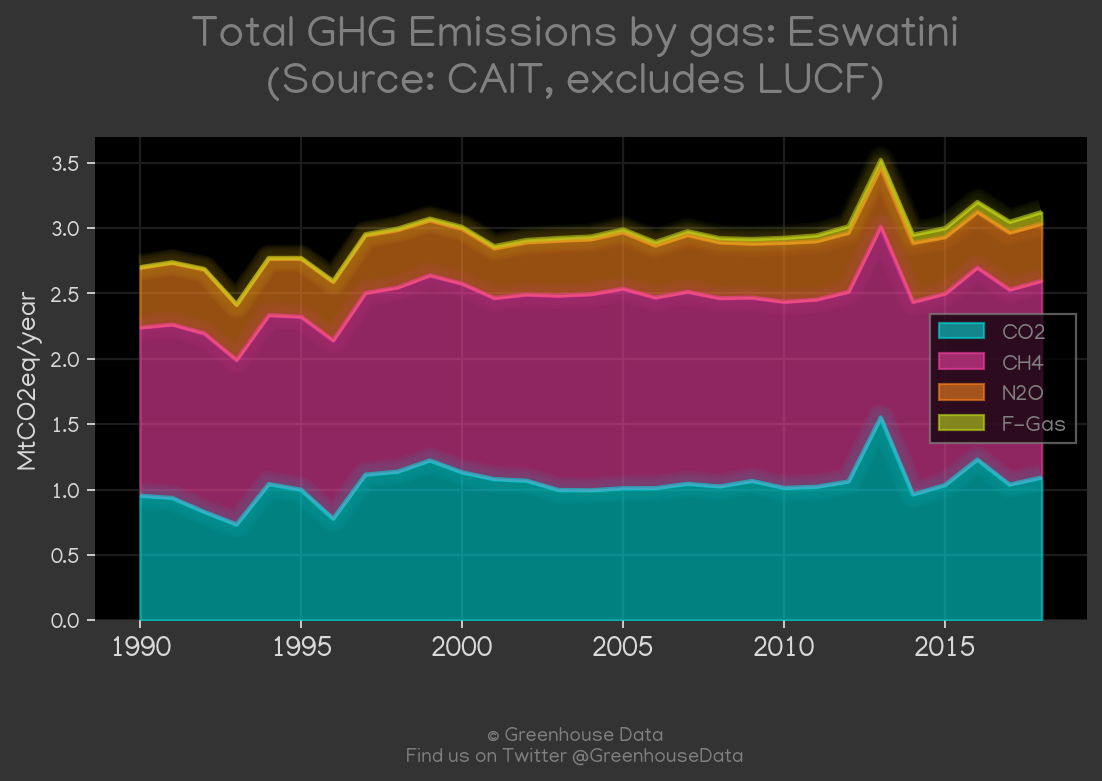 Total GHG Emissions by gas: Eswatini
(Source: CAIT, excludes LUCF)
MtCO2eq/year
3.5
3.0
2.5
2.0
1.5
1.0
0.5
0.0
CO2
CH4
N2O
F-Gas
1990 1995 2000 2005 2010 2015
© Greenhouse Data
Find us on Twitter @GreenhouseData